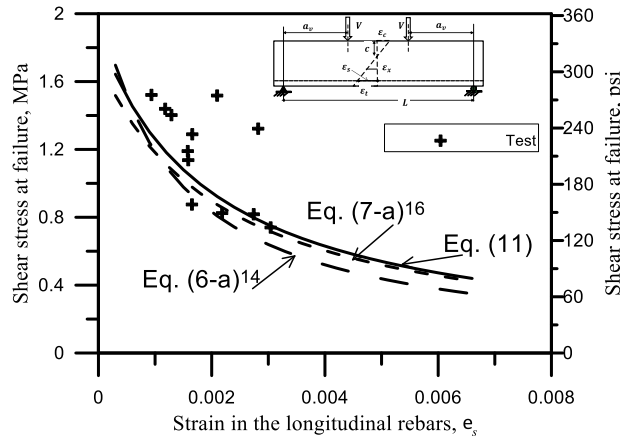 2
1.6
1.2
0.8
0.4
0
Shear stress at failure, MPa
360
300
240
180
120
60
0
Shear stress at failure, psi
a_v
V
V
a_v
ε_c
c
ε_s
ε_x
ε_t
L
Test
Eq. (7-a)16
Eq. (11)
Eq. (6-a)14
0
0.002
0.004
0.006
0.008
Strain in the longitudinal rebars, e_s